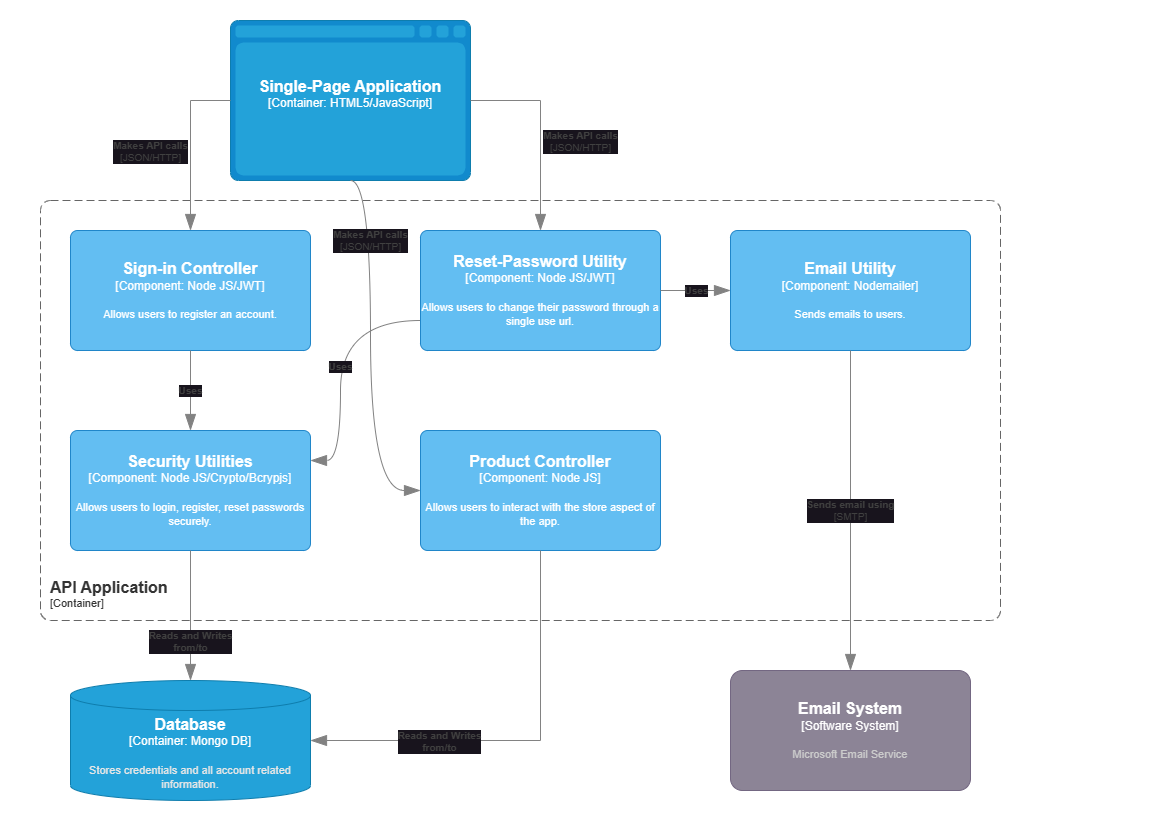 Single-Page Application
[Container: HTML5/JavaScript]
Makes API calls
[JSON/HTTP]
Makes API calls
[JSON/HTTP]
Makes API calls
[JSON/HTTP]
Sign-in Controller
[Component: Node JS/JWT]
Allows users to register an account.
Reset-Password Utility
[Component: Node JS/JWT]
Allows users to change their password through a
single use url.
Uses
Email Utility
[Component: Nodemailer]
Sends emails to users.
Uses
Uses
Security Utilities
[Component: Node JS/Crypto/Bcrypjs]
Allows users to login, register, reset passwords
securely.
Product Controller
[Component: Node JS]
Allows users to interact with the store aspect of
the app.
Sends email using
[SMTP]
API Application
[Container]
Reads and Writes
from/to
Database
[Container: Mongo DB]
Stores credentials and all account related
information.
Reads and Writes
from/to
Email System
[Software System]
Microsoft Email Service